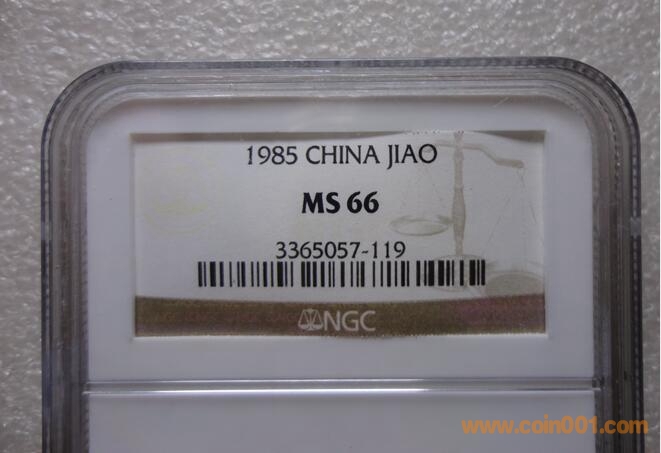 1985 CHINA JIAO
MS 66
3365057-119
NGC
www.coin001.com